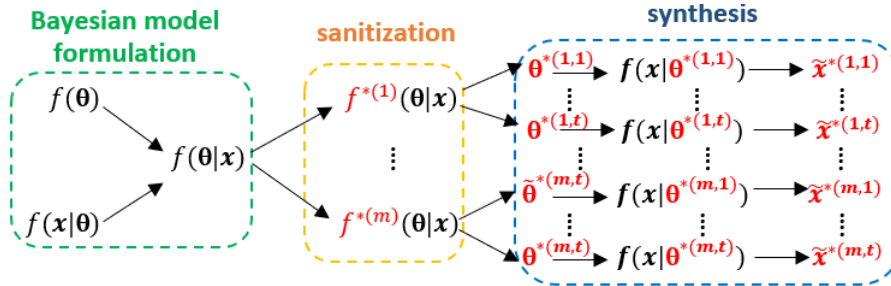 Bayesian model
formulation
sanitization
synthesis
f(θ)
f(x|θ)
f(θ|x)
f*(1)(θ|x)
⋮
f*(m)(θ|x)
θ*(1,1) f(x|θ*(1,1)) x̃*(1,1)
⋮ ⋮ ⋮
θ*(1,t) f(x|θ*(1,t)) x̃*(1,t)
⋮ ⋮
θ̃*(m,t) f(x|θ*(m,1)) x̃*(m,1)
⋮ ⋮ ⋮
θ*(m,t) f(x|θ*(m,t)) x̃*(m,t)